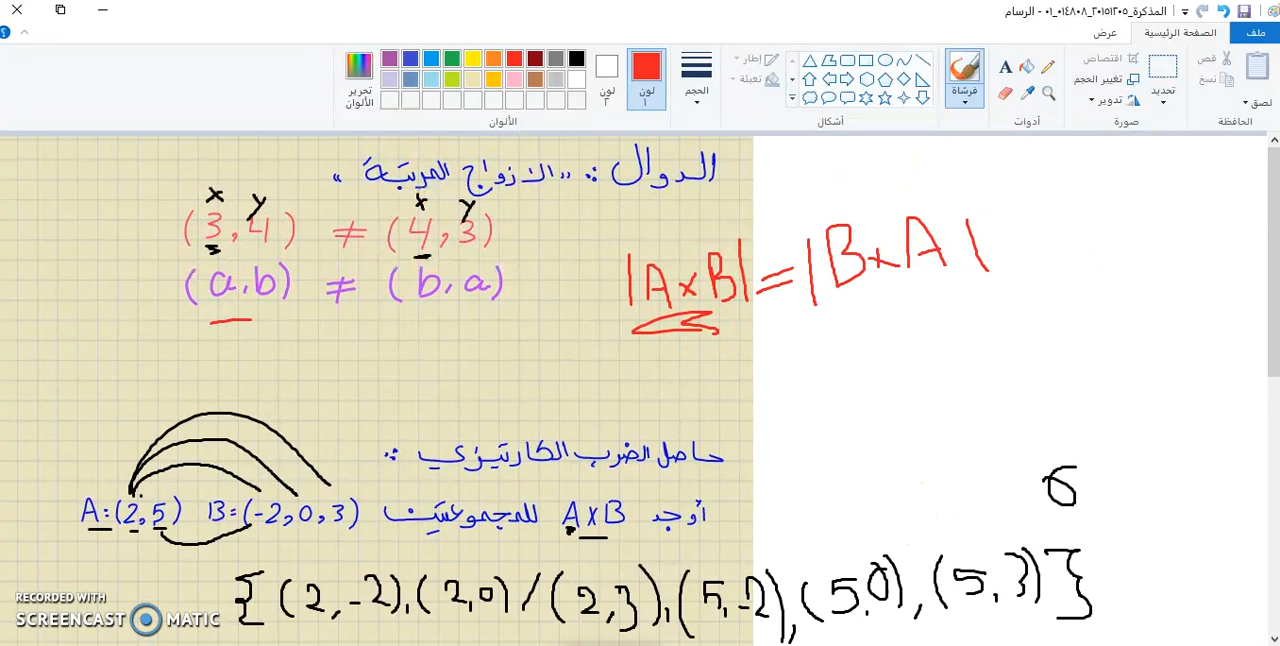 المذكرة_٢٠١٥١٢٠٥_١٤٨٠٨_٠١ - الرسام
ملف
الصفحة الرئيسية
عرض
لصق
قص
نسخ
الحافظة
تحديد
اقتصاص
تغيير الحجم
تدوير
صورة
A
أدوات
فرشاة
إطار
تعبئة
أشكال
الحجم
لون ١
لون ٢
تحرير الألوان
الألوان
الدوال :. "الازواج المرتبة"
x y x y
(3,4) ≠ (4,3)
(a,b) ≠ (b,a)
|A×B| = |B×A|
حاصل الضرب الكارتيزي :.
أوجد A×B للمجموعتين A=(2,5) B=(-2,0,3)
6
{(2,-2),(2,0)/(2,3),(5,-2),(5,0),(5,3)}
RECORDED WITH
SCREENCAST MATIC